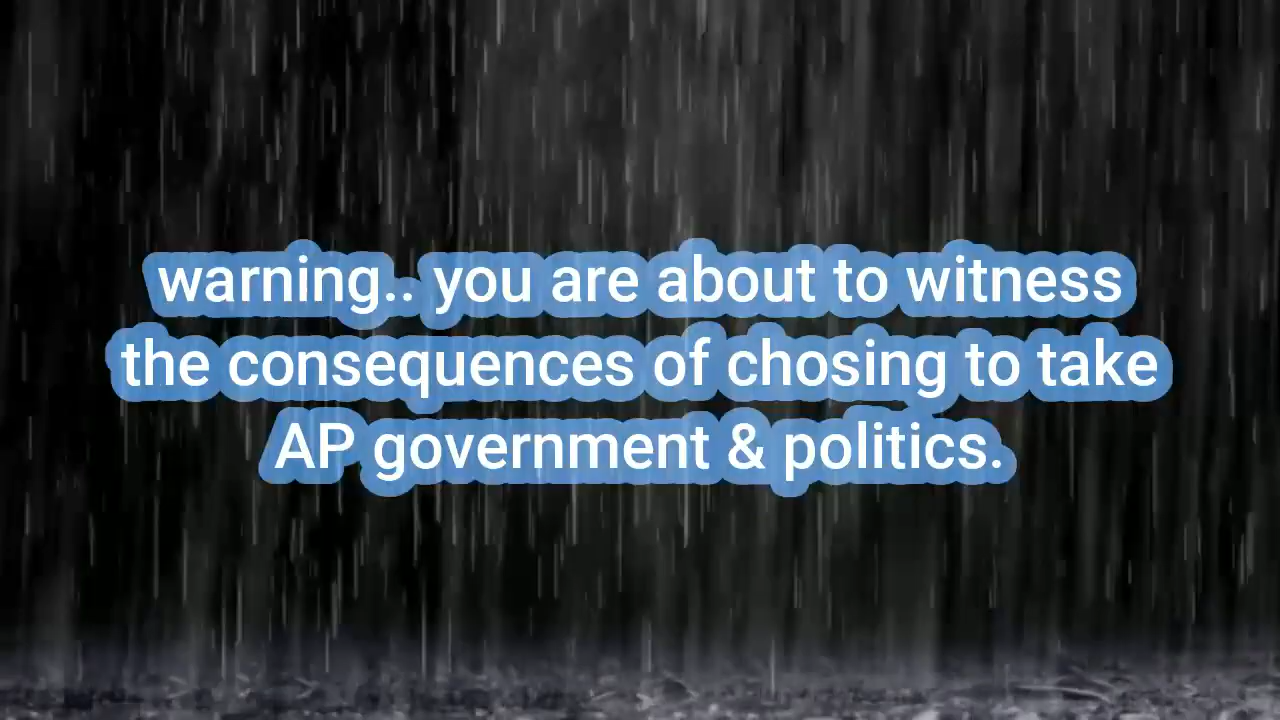 warning.. you are about to witness
the consequences of chosing to take
AP government & politics.